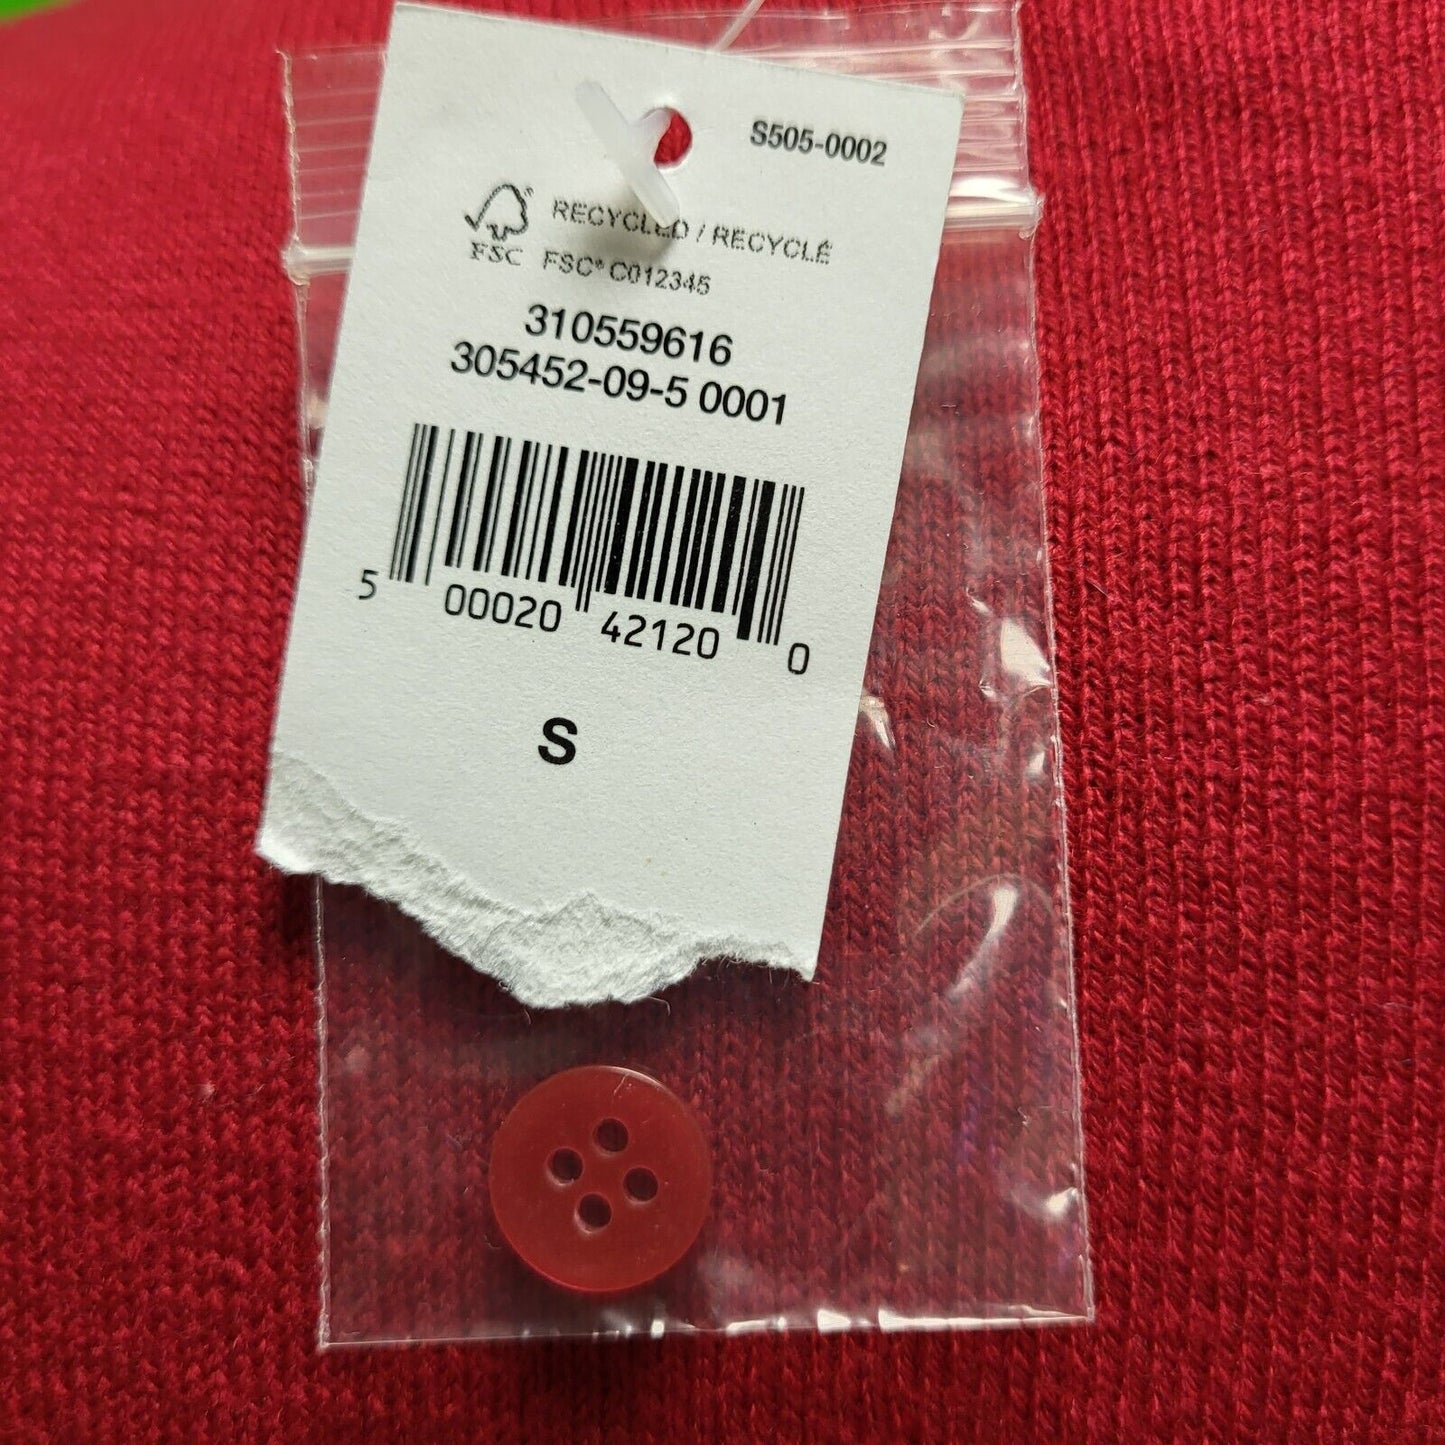 S505-0002
RECYCLED / RECYCLÉ
FSC FSC® C012345
310559616
305452-09-5 0001
5 00020 42120 0
S